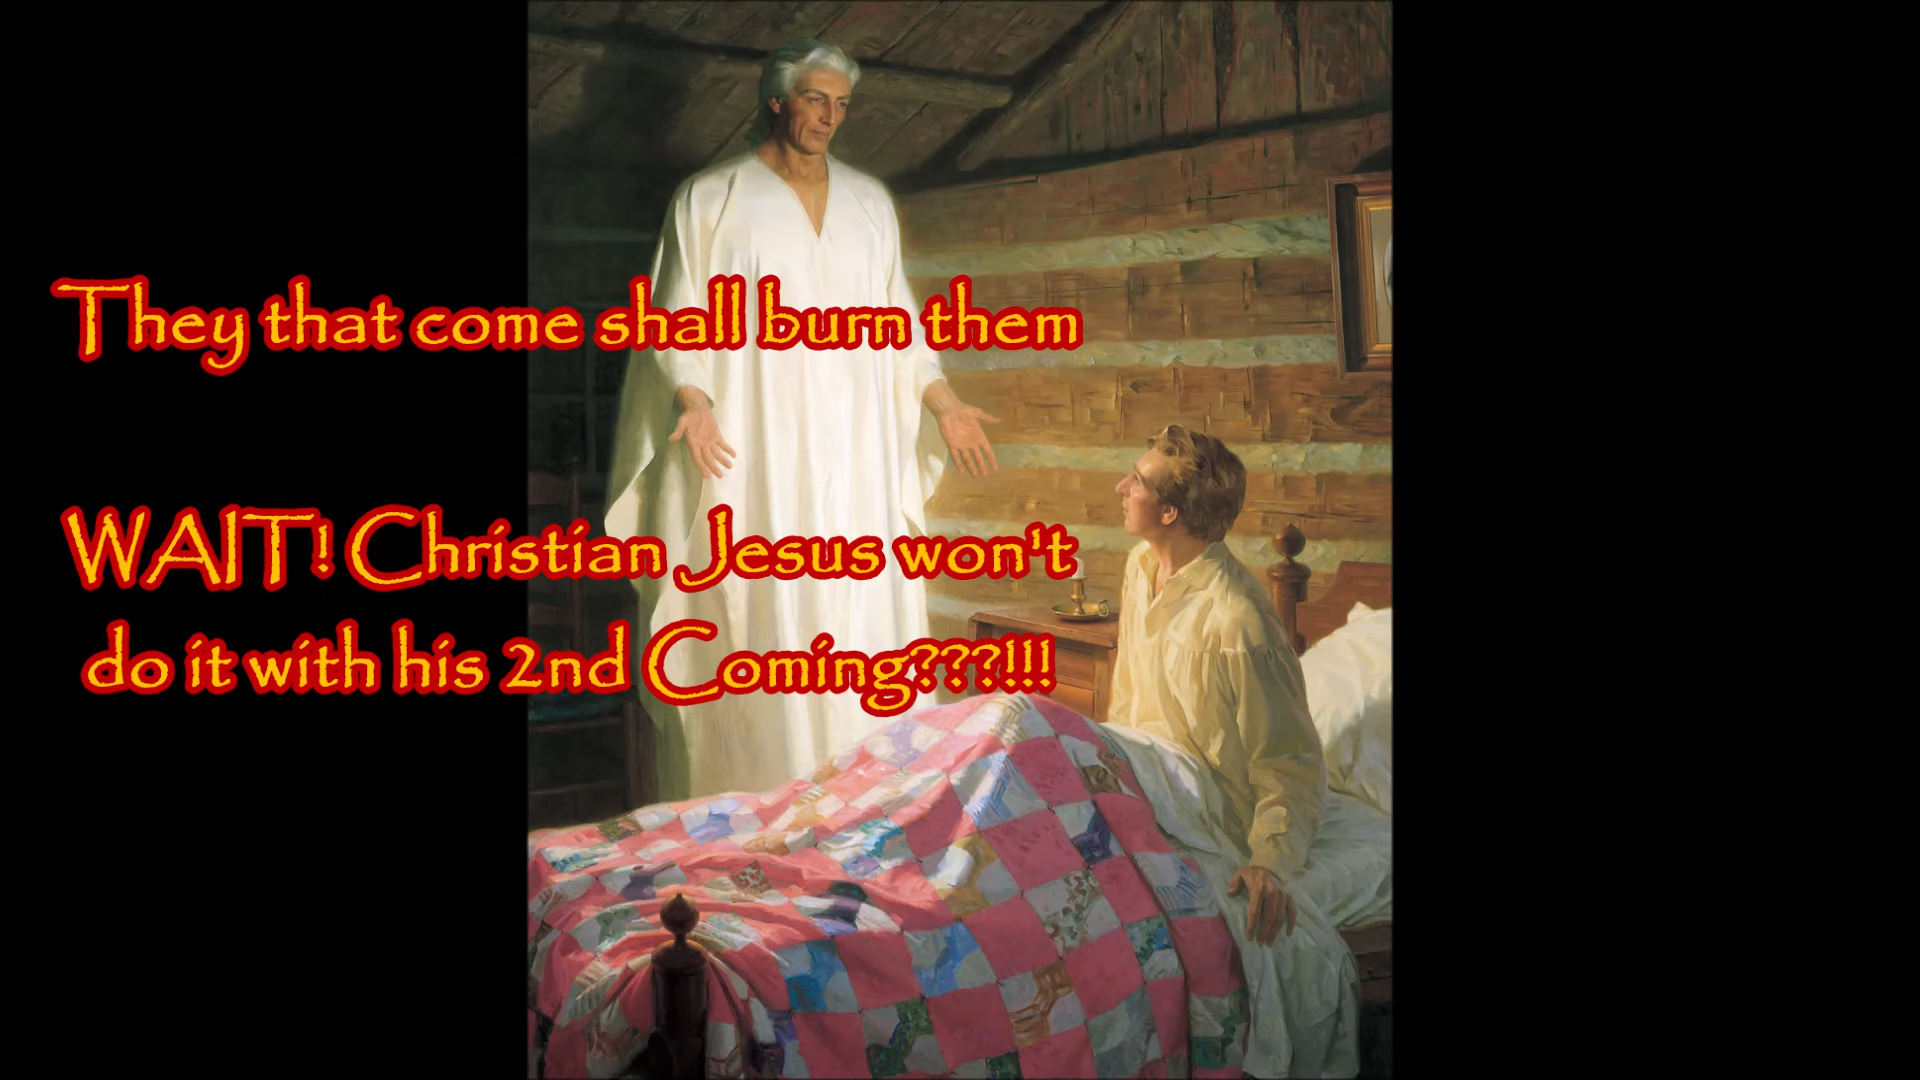 They that come shall burn them
WAIT! Christian Jesus won't
do it with his 2nd Coming???!!!